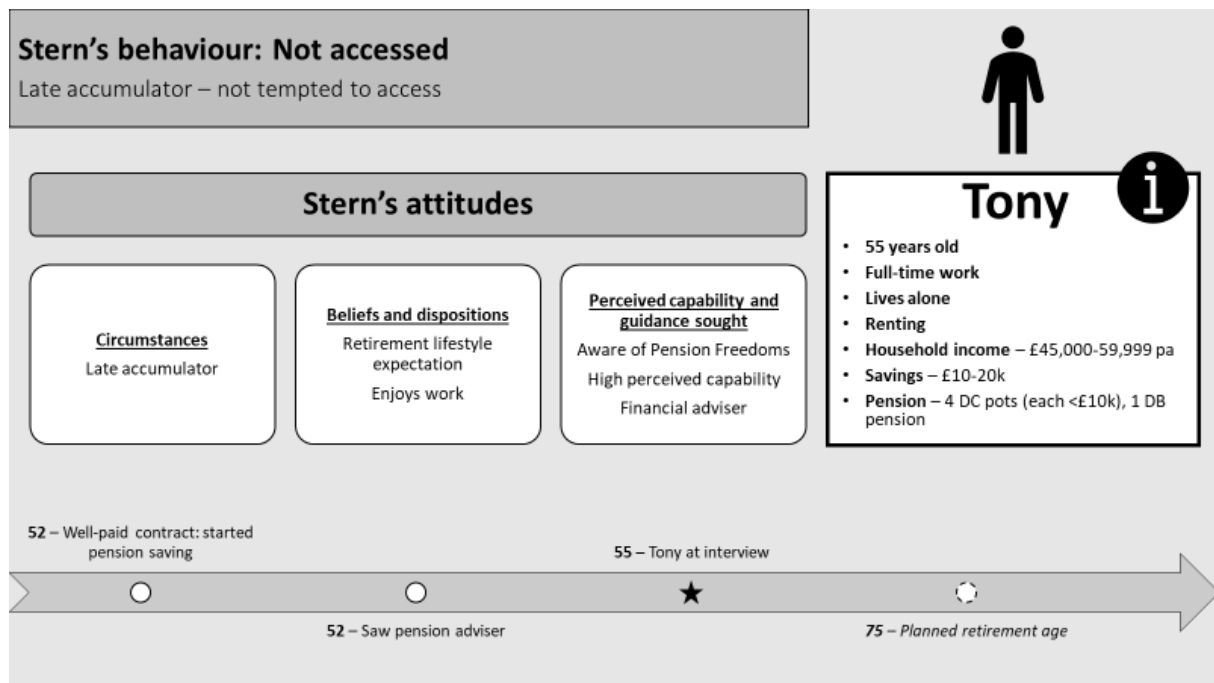 Stern's behaviour: Not accessed
Late accumulator – not tempted to access
Stern's attitudes
Circumstances
Late accumulator
Beliefs and dispositions
Retirement lifestyle
expectation
Enjoys work
Perceived capability and
guidance sought
Aware of Pension Freedoms
High perceived capability
Financial adviser
i
Tony
• 55 years old
• Full-time work
• Lives alone
• Renting
• Household income – £45,000-59,999 pa
• Savings – £10-20k
• Pension – 4 DC pots (each <£10k), 1 DB
pension
52 – Well-paid contract: started
pension saving
52 – Saw pension adviser
55 – Tony at interview
75 – Planned retirement age